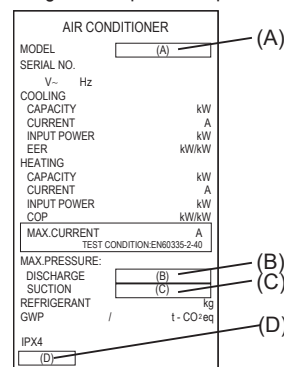 AIR CONDITIONER
MODEL (A) (A)
SERIAL NO.
V~ Hz
COOLING
CAPACITY kW
CURRENT A
INPUT POWER kW
EER kW/kW
HEATING
CAPACITY kW
CURRENT A
INPUT POWER kW
COP kW/kW
MAX.CURRENT A
TEST CONDITION:EN60335-2-40
MAX.PRESSURE:
DISCHARGE (B) (B)
SUCTION (C) (C)
REFRIGERANT kg
GWP / t - CO2eq
IPX4
(D) (D)